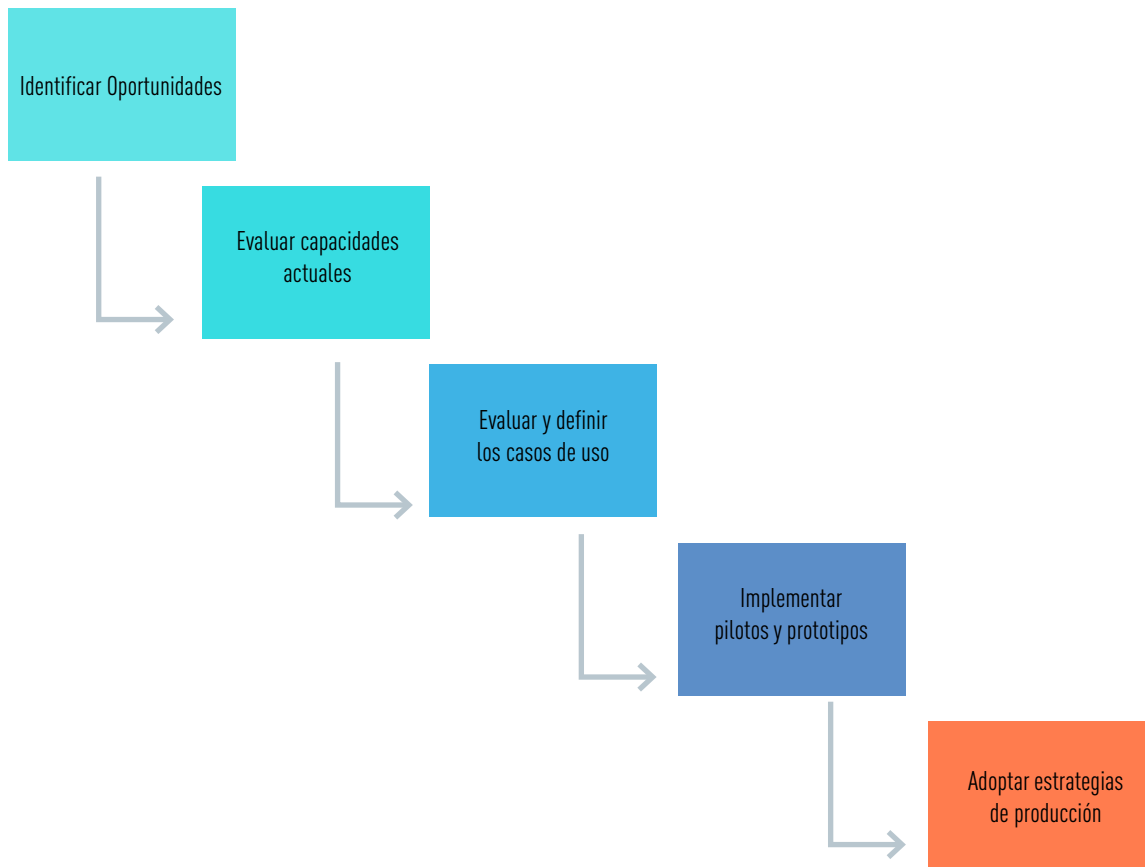 Identificar Oportunidades
Evaluar capacidades
actuales
Evaluar y definir
los casos de uso
Implementar
pilotos y prototipos
Adoptar estrategias
de producción